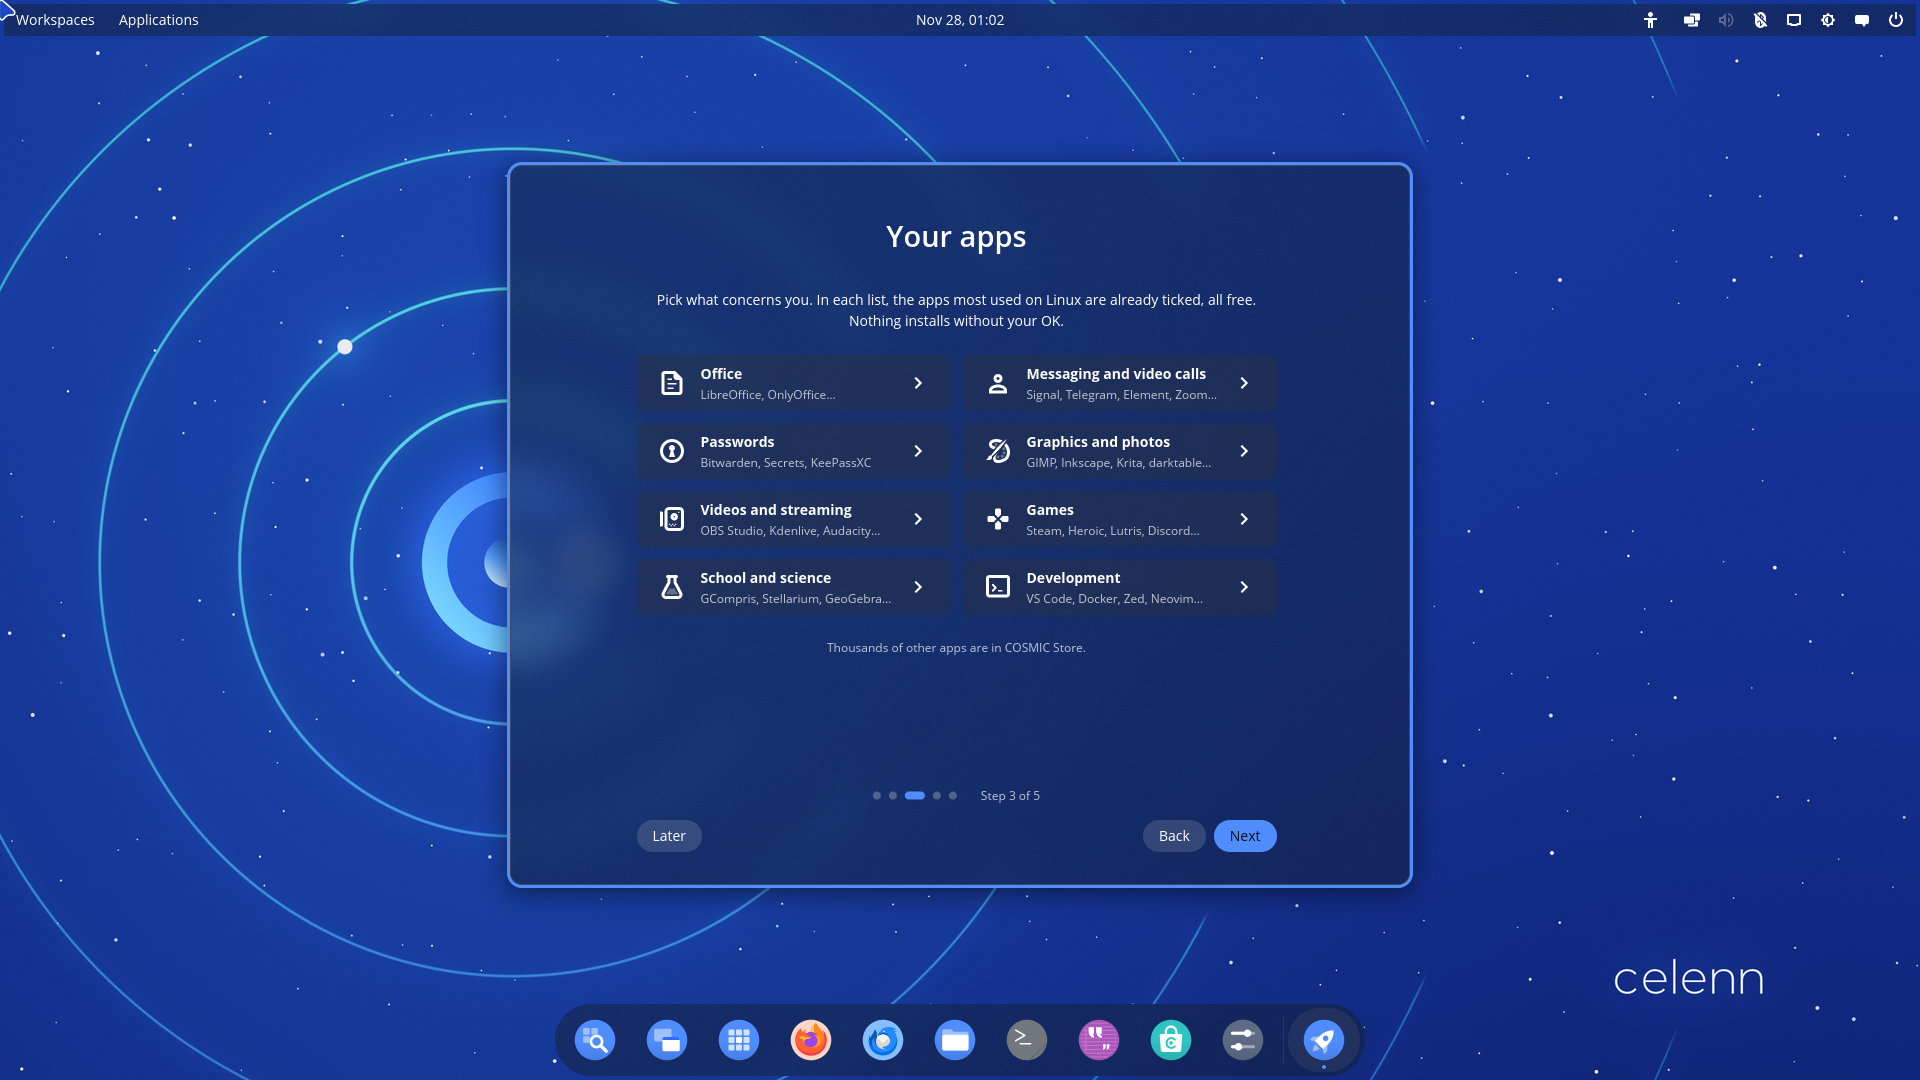 Workspaces
Applications
Nov 28, 01:02
Your apps
Pick what concerns you. In each list, the apps most used on Linux are already ticked, all free.
Nothing installs without your OK.
Office
LibreOffice, OnlyOffice...
Messaging and video calls
Signal, Telegram, Element, Zoom...
Passwords
Bitwarden, Secrets, KeePassXC
Graphics and photos
GIMP, Inkscape, Krita, darktable...
Videos and streaming
OBS Studio, Kdenlive, Audacity...
Games
Steam, Heroic, Lutris, Discord...
School and science
GCompris, Stellarium, GeoGebra...
Development
VS Code, Docker, Zed, Neovim...
Thousands of other apps are in COSMIC Store.
Step 3 of 5
Later
Back
Next
celenn